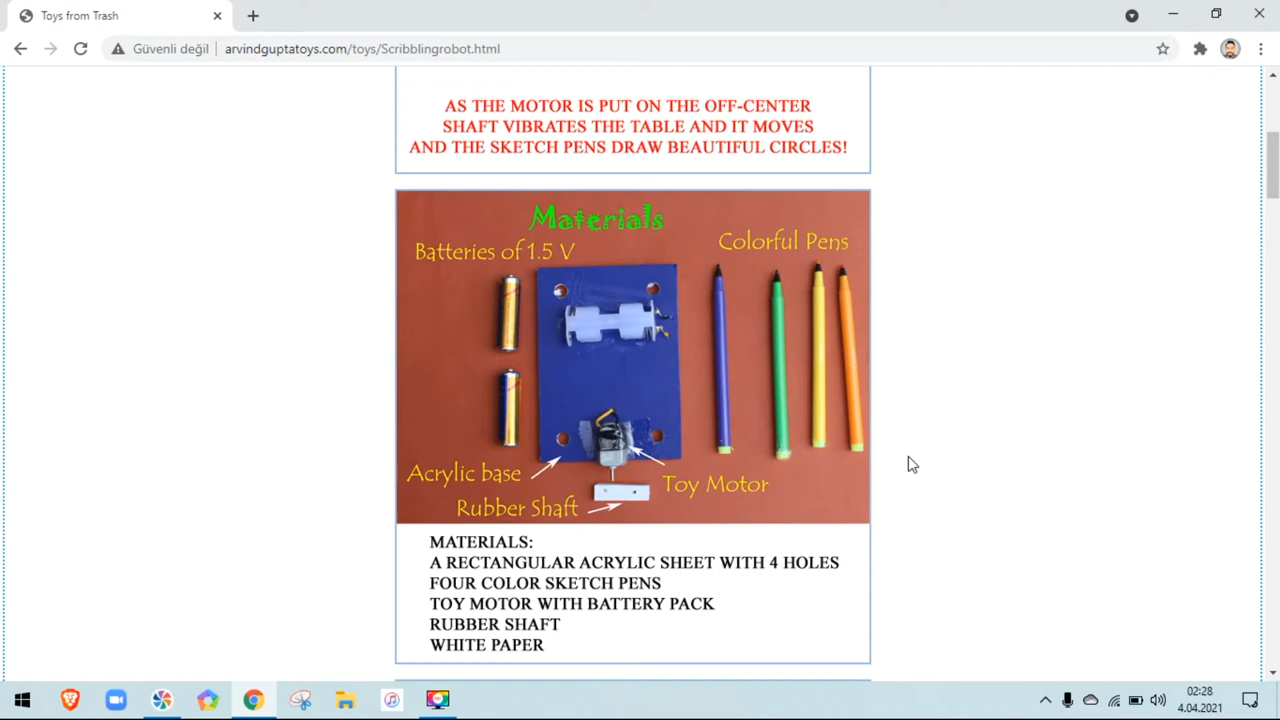 Toys from Trash
Güvenli değil
arvindguptatoys.com/toys/Scribblingrobot.html
AS THE MOTOR IS PUT ON THE OFF-CENTER
SHAFT VIBRATES THE TABLE AND IT MOVES
AND THE SKETCH PENS DRAW BEAUTIFUL CIRCLES!
Materials
Batteries of 1.5 V
Colorful Pens
Acrylic base
Toy Motor
Rubber Shaft
MATERIALS:
A RECTANGULAR ACRYLIC SHEET WITH 4 HOLES
FOUR COLOR SKETCH PENS
TOY MOTOR WITH BATTERY PACK
RUBBER SHAFT
WHITE PAPER
02:28
4.04.2021